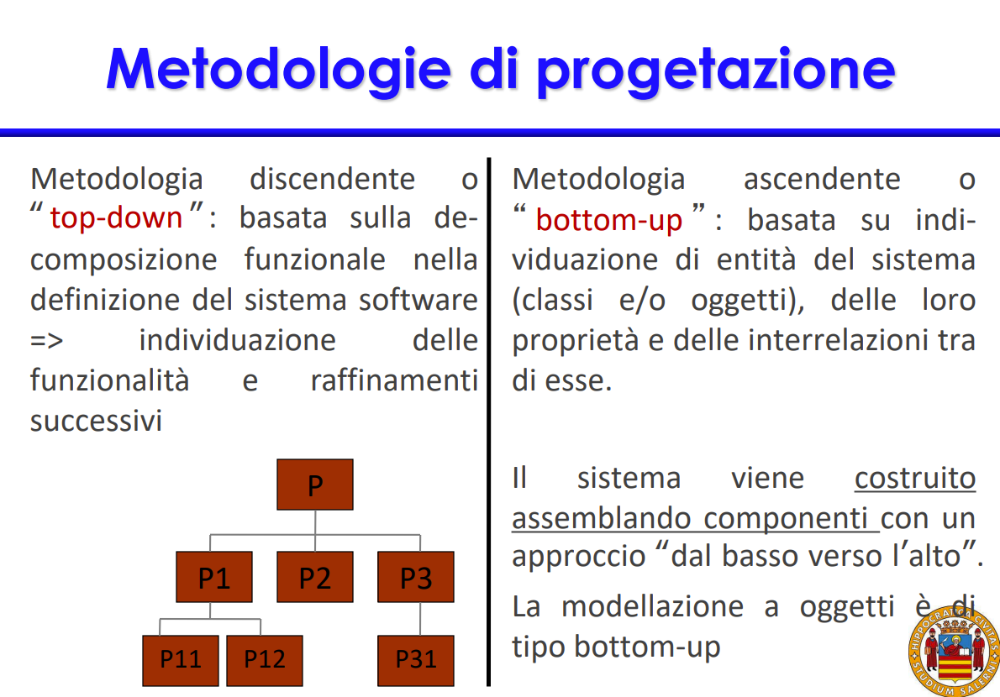 Metodologie di progetazione
Metodologia discendente o
“top-down”: basata sulla de-
composizione funzionale nella
definizione del sistema software
=> individuazione delle
funzionalità e raffinamenti
successivi
P
P1 P2 P3
P11 P12 P31
Metodologia ascendente o
“bottom-up”: basata su indi-
viduazione di entità del sistema
(classi e/o oggetti), delle loro
proprietà e delle interrelazioni tra
di esse.
Il sistema viene costruito
assemblando componenti con un
approccio “dal basso verso l’alto”.
La modellazione a oggetti è di
tipo bottom-up
HIPPOCRATICA CIVITAS
STUDIUM SALERNI